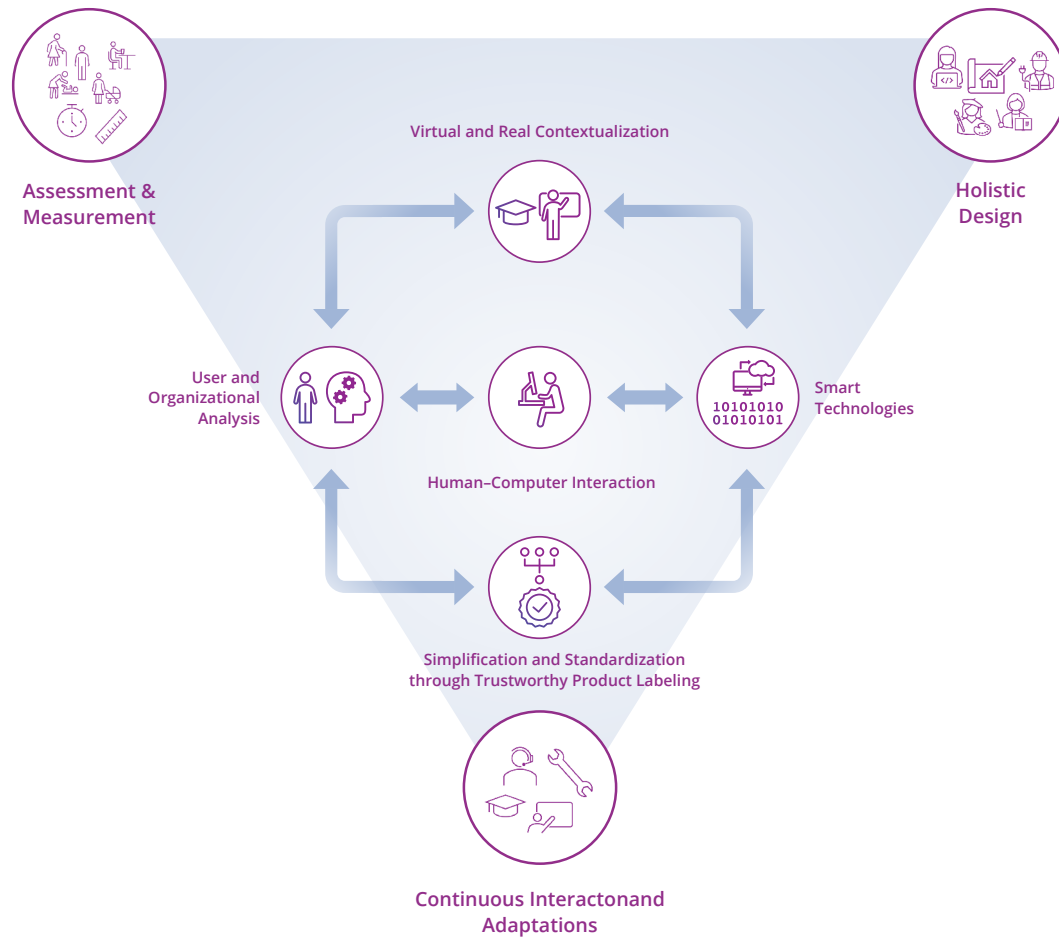 Virtual and Real Contextualization
Assessment &
Measurement
Holistic
Design
</>
User and
Organizational
Analysis
10101010
01010101
Smart
Technologies
Human–Computer Interaction
Simplification and Standardization
through Trustworthy Product Labeling
Continuous Interactonand
Adaptations